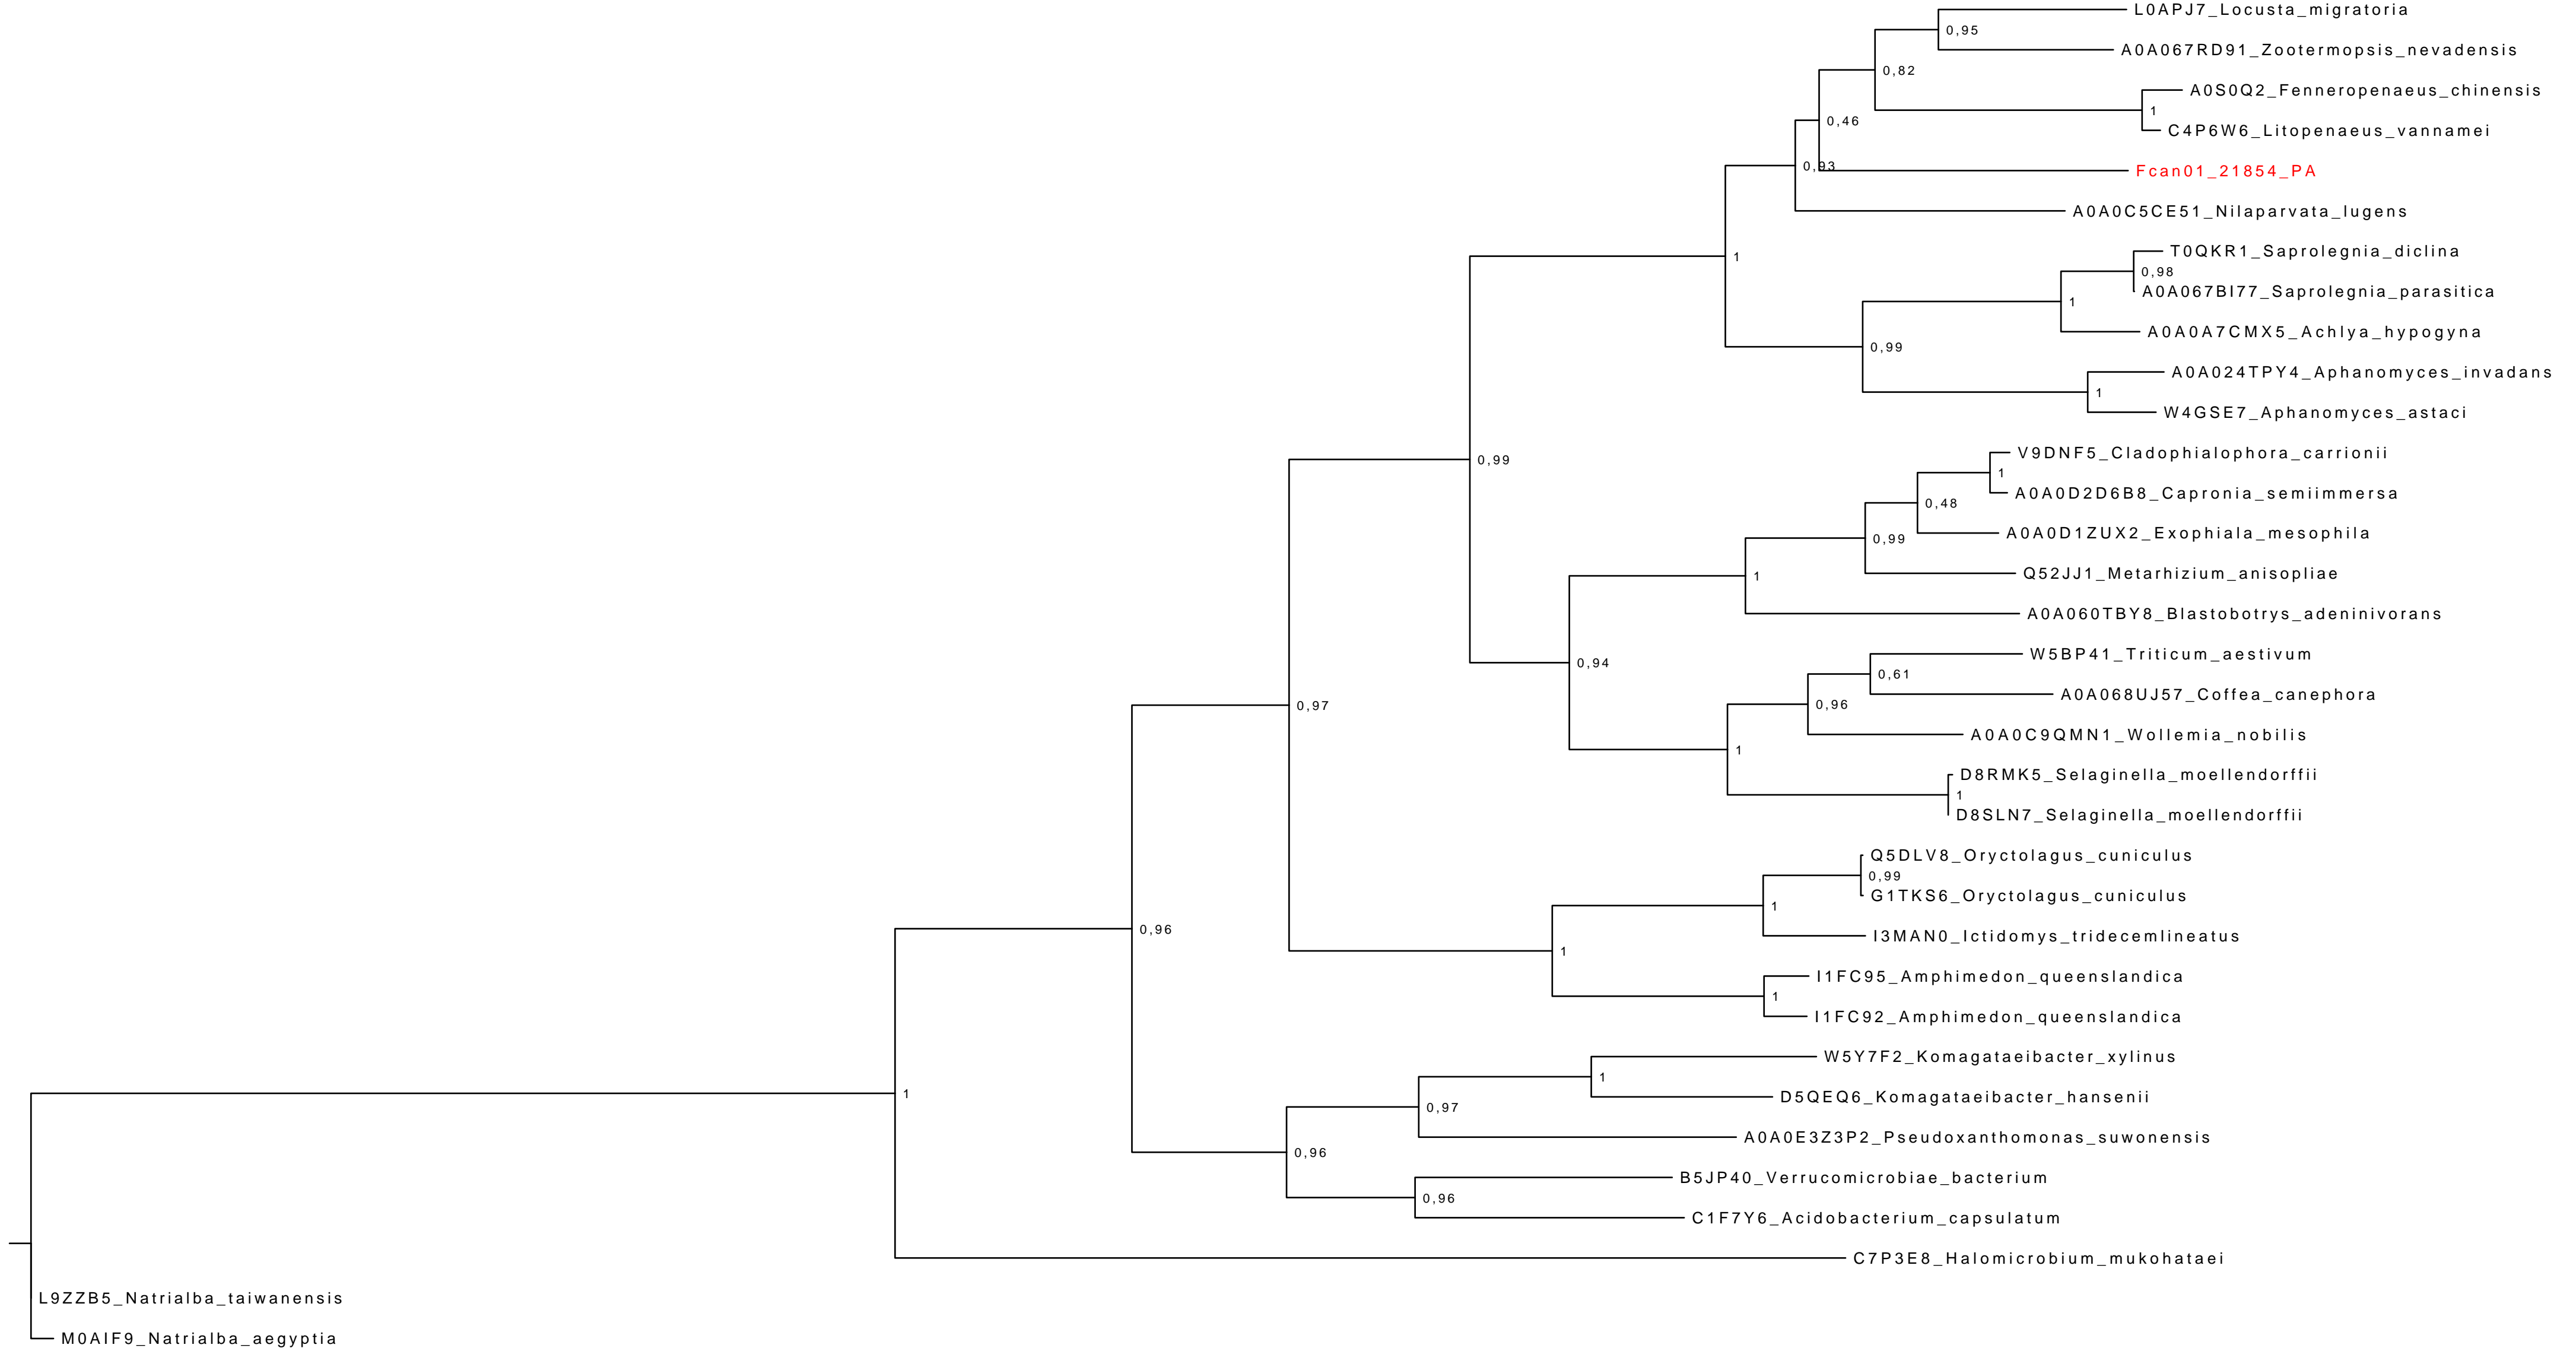 L0APJ7_Locusta_migratoria
0,95
A0A067RD91_Zootermopsis_nevadensis
0,82
A0S0Q2_Fenneropenaeus_chinensis
1
0,46
C4P6W6_Litopenaeus_vannamei
0,93
Fcan01_21854_PA
A0A0C5CE51_Nilaparvata_lugens
T0QKR1_Saprolegnia_diclina
1
0,98
A0A067BI77_Saprolegnia_parasitica
1
A0A0A7CMX5_Achlya_hypogyna
0,99
A0A024TPY4_Aphanomyces_invadans
1
W4GSE7_Aphanomyces_astaci
V9DNF5_Cladophialophora_carrionii
0,99
1
A0A0D2D6B8_Capronia_semiimmersa
0,48
A0A0D1ZUX2_Exophiala_mesophila
0,99
Q52JJ1_Metarhizium_anisopliae
1
A0A060TBY8_Blastobotrys_adeninivorans
W5BP41_Triticum_aestivum
0,94
0,61
A0A068UJ57_Coffea_canephora
0,97
0,96
A0A0C9QMN1_Wollemia_nobilis
1
D8RMK5_Selaginella_moellendorffii
1
D8SLN7_Selaginella_moellendorffii
Q5DLV8_Oryctolagus_cuniculus
0,99
G1TKS6_Oryctolagus_cuniculus
1
0,96
I3MAN0_Ictidomys_tridecemlineatus
1
I1FC95_Amphimedon_queenslandica
1
I1FC92_Amphimedon_queenslandica
W5Y7F2_Komagataeibacter_xylinus
1
1
D5QEQ6_Komagataeibacter_hansenii
0,97
A0A0E3Z3P2_Pseudoxanthomonas_suwonensis
0,96
B5JP40_Verrucomicrobiae_bacterium
0,96
C1F7Y6_Acidobacterium_capsulatum
C7P3E8_Halomicrobium_mukohataei
L9ZZB5_Natrialba_taiwanensis
M0AIF9_Natrialba_aegyptia